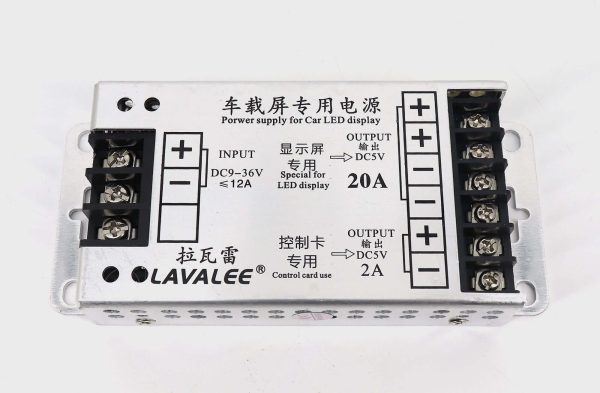 车载屏专用电源
Porwer supply for Car LED display
+
−
INPUT
DC9-36V
≤12A
显示屏
专用
Special for
LED display
OUTPUT
输出
DC5V
20A
+
+
−
−
控制卡
专用
Control card use
OUTPUT
输出
DC5V
2A
+
−
拉瓦雷
LAVALEE®